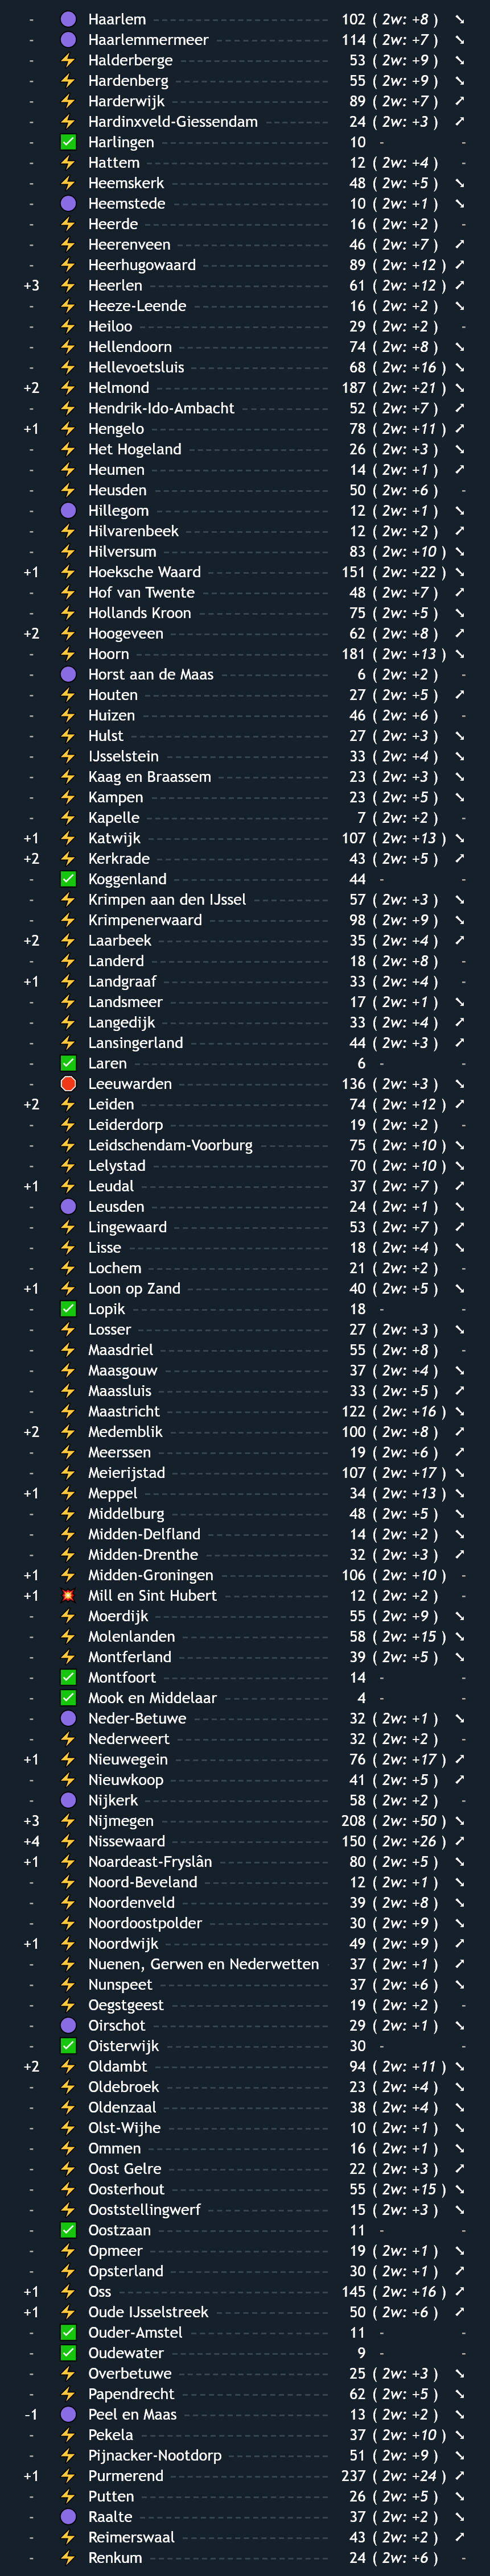 - Haarlem 102 ( 2w: +8 ) ↘
- Haarlemmermeer 114 ( 2w: +7 ) ↘
- ⚡ Halderberge 53 ( 2w: +9 ) ↘
- ⚡ Hardenberg 55 ( 2w: +9 ) ↘
- ⚡ Harderwijk 89 ( 2w: +7 ) ↗
- ⚡ Hardinxveld-Giessendam 24 ( 2w: +3 ) ↗
- ✅ Harlingen 10 - -
- ⚡ Hattem 12 ( 2w: +4 ) -
- ⚡ Heemskerk 48 ( 2w: +5 ) ↘
- Heemstede 10 ( 2w: +1 ) ↘
- ⚡ Heerde 16 ( 2w: +2 ) -
- ⚡ Heerenveen 46 ( 2w: +7 ) ↗
- ⚡ Heerhugowaard 89 ( 2w: +12 ) ↗
+3 ⚡ Heerlen 61 ( 2w: +12 ) ↗
- ⚡ Heeze-Leende 16 ( 2w: +2 ) ↘
- ⚡ Heiloo 29 ( 2w: +2 ) -
- ⚡ Hellendoorn 74 ( 2w: +8 ) ↘
- ⚡ Hellevoetsluis 68 ( 2w: +16 ) ↘
+2 ⚡ Helmond 187 ( 2w: +21 ) ↘
- ⚡ Hendrik-Ido-Ambacht 52 ( 2w: +7 ) ↗
+1 ⚡ Hengelo 78 ( 2w: +11 ) ↗
- ⚡ Het Hogeland 26 ( 2w: +3 ) ↘
- ⚡ Heumen 14 ( 2w: +1 ) ↗
- ⚡ Heusden 50 ( 2w: +6 ) -
- Hillegom 12 ( 2w: +1 ) ↘
- ⚡ Hilvarenbeek 12 ( 2w: +2 ) ↗
- ⚡ Hilversum 83 ( 2w: +10 ) ↘
+1 ⚡ Hoeksche Waard 151 ( 2w: +22 ) ↘
- ⚡ Hof van Twente 48 ( 2w: +7 ) ↗
- ⚡ Hollands Kroon 75 ( 2w: +5 ) ↘
+2 ⚡ Hoogeveen 62 ( 2w: +8 ) ↗
- ⚡ Hoorn 181 ( 2w: +13 ) ↘
- Horst aan de Maas 6 ( 2w: +2 ) -
- ⚡ Houten 27 ( 2w: +5 ) ↗
- ⚡ Huizen 46 ( 2w: +6 ) -
- ⚡ Hulst 27 ( 2w: +3 ) ↘
- ⚡ IJsselstein 33 ( 2w: +4 ) ↘
- ⚡ Kaag en Braassem 23 ( 2w: +3 ) ↘
- ⚡ Kampen 23 ( 2w: +5 ) ↘
- ⚡ Kapelle 7 ( 2w: +2 ) -
+1 ⚡ Katwijk 107 ( 2w: +13 ) ↘
+2 ⚡ Kerkrade 43 ( 2w: +5 ) ↗
- ✅ Koggenland 44 - -
- ⚡ Krimpen aan den IJssel 57 ( 2w: +3 ) ↘
- ⚡ Krimpenerwaard 98 ( 2w: +9 ) ↘
+2 ⚡ Laarbeek 35 ( 2w: +4 ) ↗
- ⚡ Landerd 18 ( 2w: +8 ) -
+1 ⚡ Landgraaf 33 ( 2w: +4 ) -
- ⚡ Landsmeer 17 ( 2w: +1 ) ↘
- ⚡ Langedijk 33 ( 2w: +4 ) ↗
- ⚡ Lansingerland 44 ( 2w: +3 ) ↗
- ✅ Laren 6 - -
- Leeuwarden 136 ( 2w: +3 ) ↘
+2 ⚡ Leiden 74 ( 2w: +12 ) ↗
- ⚡ Leiderdorp 19 ( 2w: +2 ) -
- ⚡ Leidschendam-Voorburg 75 ( 2w: +10 ) ↘
- ⚡ Lelystad 70 ( 2w: +10 ) ↘
+1 ⚡ Leudal 37 ( 2w: +7 ) ↗
- Leusden 24 ( 2w: +1 ) ↘
- ⚡ Lingewaard 53 ( 2w: +7 ) ↗
- ⚡ Lisse 18 ( 2w: +4 ) ↘
- ⚡ Lochem 21 ( 2w: +2 ) -
+1 ⚡ Loon op Zand 40 ( 2w: +5 ) ↘
- ✅ Lopik 18 - -
- ⚡ Losser 27 ( 2w: +3 ) ↘
- ⚡ Maasdriel 55 ( 2w: +8 ) -
- ⚡ Maasgouw 37 ( 2w: +4 ) ↘
- ⚡ Maassluis 33 ( 2w: +5 ) ↗
- ⚡ Maastricht 122 ( 2w: +16 ) ↘
+2 ⚡ Medemblik 100 ( 2w: +8 ) ↗
- ⚡ Meerssen 19 ( 2w: +6 ) ↗
- ⚡ Meierijstad 107 ( 2w: +17 ) ↘
+1 ⚡ Meppel 34 ( 2w: +13 ) ↘
- ⚡ Middelburg 48 ( 2w: +5 ) ↘
- ⚡ Midden-Delfland 14 ( 2w: +2 ) ↘
- ⚡ Midden-Drenthe 32 ( 2w: +3 ) ↗
+1 ⚡ Midden-Groningen 106 ( 2w: +10 ) -
+1 💥 Mill en Sint Hubert 12 ( 2w: +2 ) -
- ⚡ Moerdijk 55 ( 2w: +9 ) ↘
- ⚡ Molenlanden 58 ( 2w: +15 ) ↘
- ⚡ Montferland 39 ( 2w: +5 ) ↘
- ✅ Montfoort 14 - -
- ✅ Mook en Middelaar 4 - -
- Neder-Betuwe 32 ( 2w: +1 ) ↘
- ⚡ Nederweert 32 ( 2w: +2 ) -
+1 ⚡ Nieuwegein 76 ( 2w: +17 ) ↗
- ⚡ Nieuwkoop 41 ( 2w: +5 ) ↗
- Nijkerk 58 ( 2w: +2 ) -
+3 ⚡ Nijmegen 208 ( 2w: +50 ) ↘
+4 ⚡ Nissewaard 150 ( 2w: +26 ) ↗
+1 ⚡ Noardeast-Fryslân 80 ( 2w: +5 ) ↘
- ⚡ Noord-Beveland 12 ( 2w: +1 ) ↘
- ⚡ Noordenveld 39 ( 2w: +8 ) ↘
- ⚡ Noordoostpolder 30 ( 2w: +9 ) ↘
+1 ⚡ Noordwijk 49 ( 2w: +9 ) ↗
- ⚡ Nuenen, Gerwen en Nederwetten 37 ( 2w: +1 ) ↗
- ⚡ Nunspeet 37 ( 2w: +6 ) ↘
- ⚡ Oegstgeest 19 ( 2w: +2 ) -
- Oirschot 29 ( 2w: +1 ) ↘
- ✅ Oisterwijk 30 - -
+2 ⚡ Oldambt 94 ( 2w: +11 ) ↘
- ⚡ Oldebroek 23 ( 2w: +4 ) ↘
- ⚡ Oldenzaal 38 ( 2w: +4 ) ↘
- ⚡ Olst-Wijhe 10 ( 2w: +1 ) ↘
- ⚡ Ommen 16 ( 2w: +1 ) ↘
- ⚡ Oost Gelre 22 ( 2w: +3 ) ↗
- ⚡ Oosterhout 55 ( 2w: +15 ) ↘
- ⚡ Ooststellingwerf 15 ( 2w: +3 ) ↘
- ✅ Oostzaan 11 - -
- ⚡ Opmeer 19 ( 2w: +1 ) ↘
- ⚡ Opsterland 30 ( 2w: +1 ) ↗
+1 ⚡ Oss 145 ( 2w: +16 ) ↗
+1 ⚡ Oude IJsselstreek 50 ( 2w: +6 ) ↗
- ✅ Ouder-Amstel 11 - -
- ✅ Oudewater 9 - -
- ⚡ Overbetuwe 25 ( 2w: +3 ) ↘
- ⚡ Papendrecht 62 ( 2w: +5 ) ↘
-1 Peel en Maas 13 ( 2w: +2 ) ↘
- ⚡ Pekela 37 ( 2w: +10 ) ↘
- ⚡ Pijnacker-Nootdorp 51 ( 2w: +9 ) ↘
+1 ⚡ Purmerend 237 ( 2w: +24 ) ↗
- ⚡ Putten 26 ( 2w: +5 ) ↘
- Raalte 37 ( 2w: +2 ) ↘
- ⚡ Reimerswaal 43 ( 2w: +2 ) ↗
- ⚡ Renkum 24 ( 2w: +6 ) -